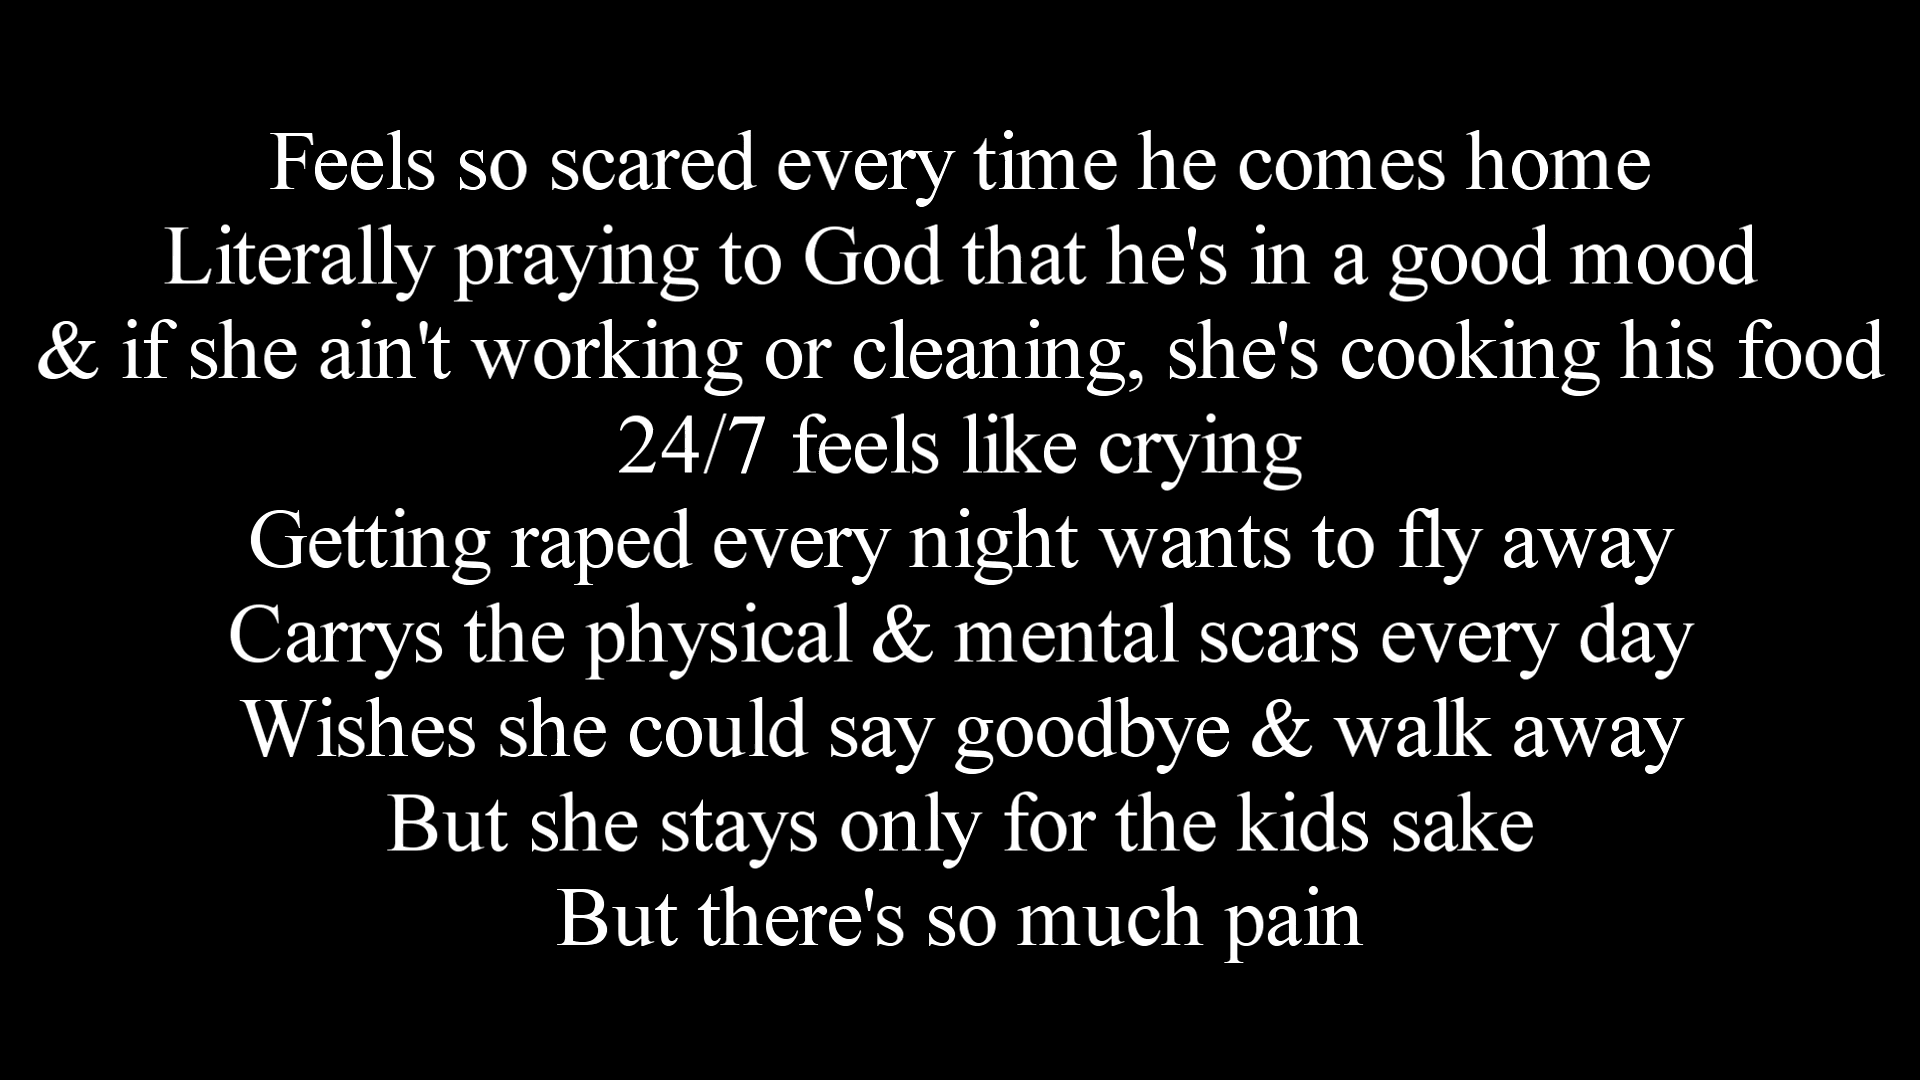 Feels so scared every time he comes home
Literally praying to God that he's in a good mood
& if she ain't working or cleaning, she's cooking his food
24/7 feels like crying
Getting raped every night wants to fly away
Carrys the physical & mental scars every day
Wishes she could say goodbye & walk away
But she stays only for the kids sake
But there's so much pain